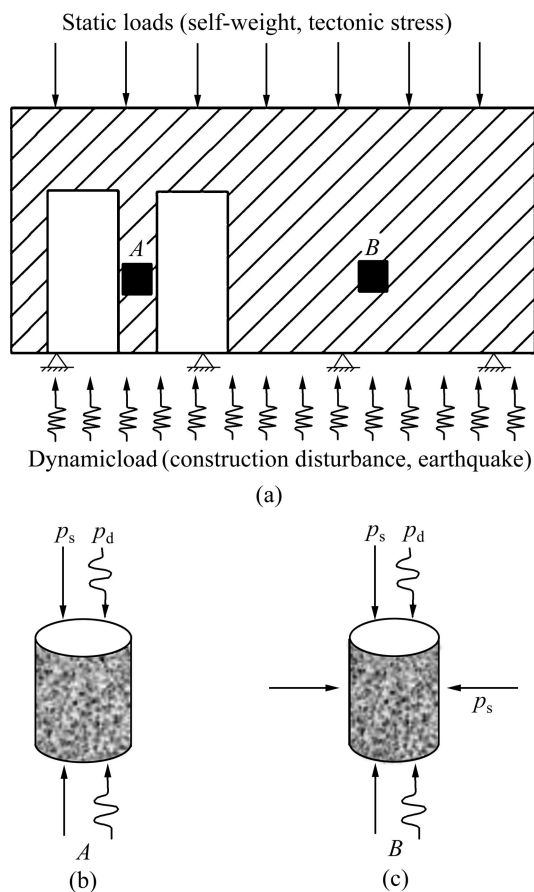 Static loads (self-weight, tectonic stress)
A
B
Dynamicload (construction disturbance, earthquake)
(a)
ps pd
ps pd
ps
A
B
(b)
(c)